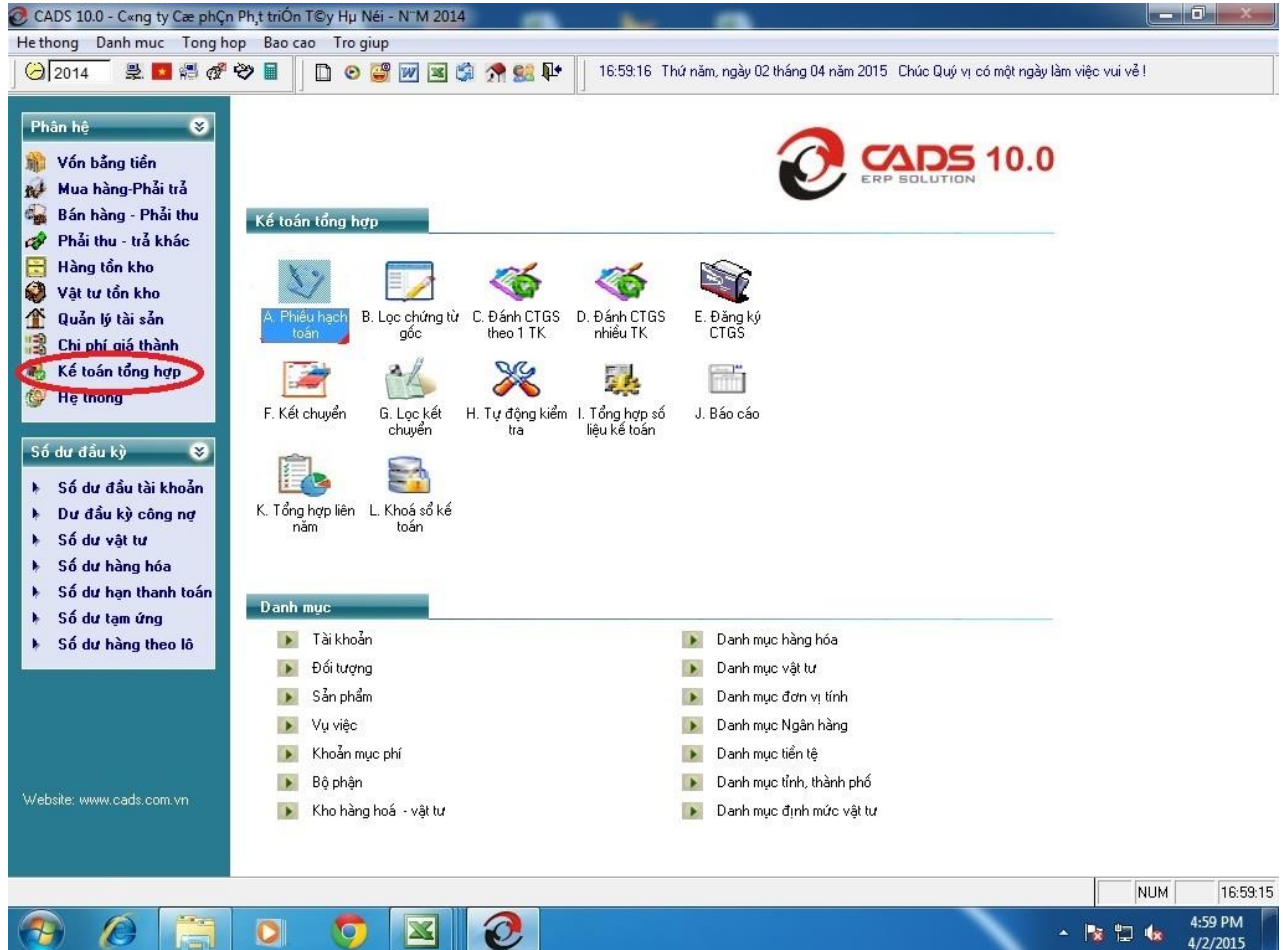 CADS 10.0 - C«ng ty Cæ phÇn Ph¸t triÓn T©y Hµ Néi - N¨M 2014
He thong Danh muc Tong hop Bao cao Tro giup
2014 16:59:16 Thứ năm, ngày 02 tháng 04 năm 2015 Chúc Quý vị có một ngày làm việc vui vẻ !
Phân hệ
Vốn bằng tiền
Mua hàng-Phải trả
Bán hàng - Phải thu
Phải thu - trả khác
Hàng tồn kho
Vật tư tồn kho
Quản lý tài sản
Chi phí giá thành
Kế toán tổng hợp
Hệ thống
Số dư đầu kỳ
Số dư đầu tài khoản
Dư đầu kỳ công nợ
Số dư vật tư
Số dư hàng hóa
Số dư hạn thanh toán
Số dư tạm ứng
Số dư hàng theo lô
Website: www.cads.com.vn
CADS 10.0
ERP SOLUTION
Kế toán tổng hợp
A. Phiếu hạch toán
B. Lọc chứng từ gốc
C. Đánh CTGS theo 1 TK
D. Đánh CTGS nhiều TK
E. Đăng ký CTGS
F. Kết chuyển
G. Lọc kết chuyển
H. Tự động kiểm tra
I. Tổng hợp số liệu kế toán
J. Báo cáo
K. Tổng hợp liên năm
L. Khoá sổ kế toán
Danh mục
Tài khoản
Đối tượng
Sản phẩm
Vụ việc
Khoản mục phí
Bộ phận
Kho hàng hoá - vật tư
Danh mục hàng hóa
Danh mục vật tư
Danh mục đơn vị tính
Danh mục Ngân hàng
Danh mục tiền tệ
Danh mục tỉnh, thành phố
Danh mục định mức vật tư
NUM 16:59:15
4:59 PM
4/2/2015